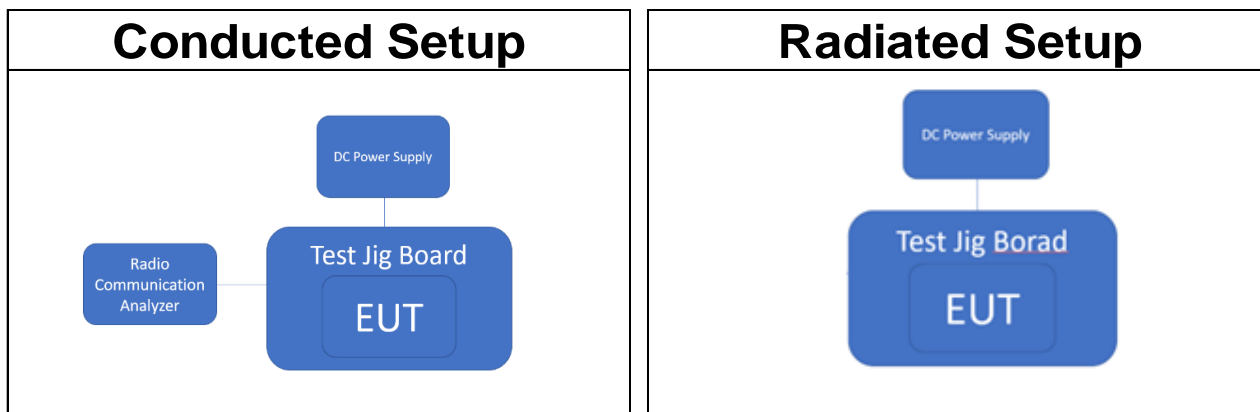 Conducted Setup
DC Power Supply
Test Jig Board
Radio
Communication
Analyzer
EUT
Radiated Setup
DC Power Supply
Test Jig Borad
EUT